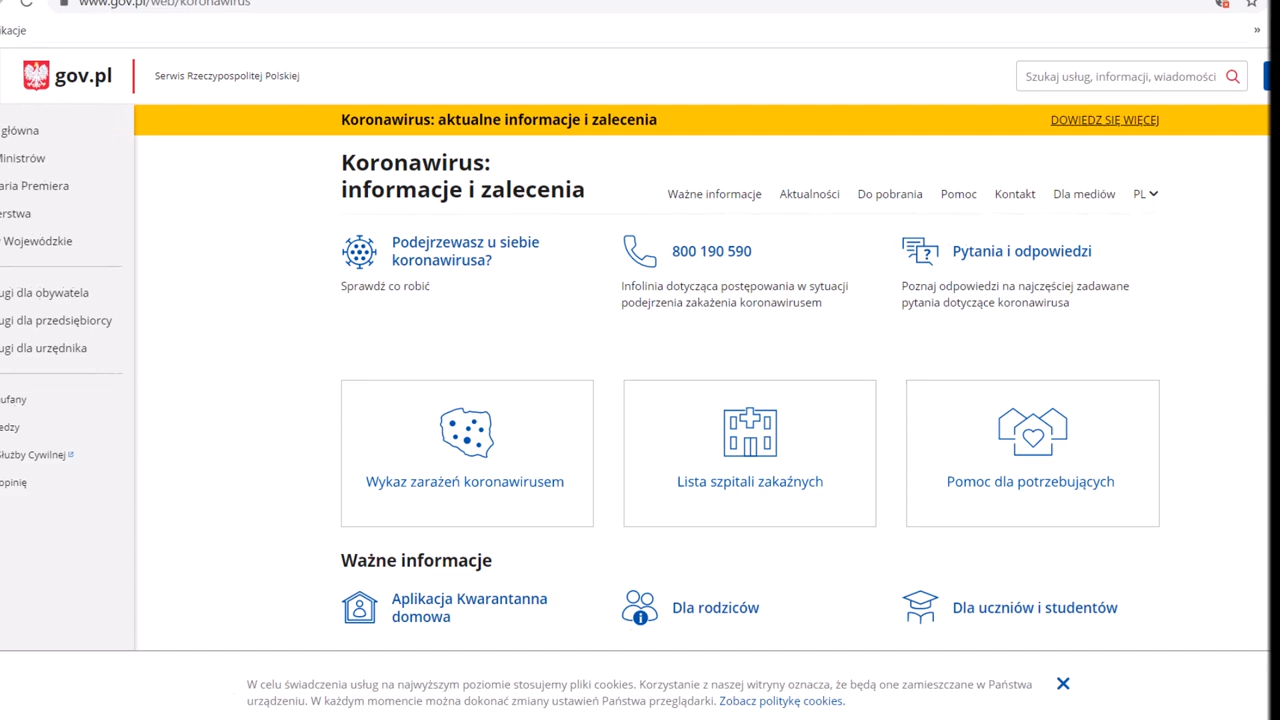 www.gov.pl/web/koronawirus
ikacje
»
gov.pl
Serwis Rzeczypospolitej Polskiej
Szukaj usług, informacji, wiadomości
główna
Ministrów
aria Premiera
erstwa
Wojewódzkie
ugi dla obywatela
ugi dla przedsiębiorcy
ugi dla urzędnika
ufany
edzy
Służby Cywilnej
opinię
Koronawirus: aktualne informacje i zalecenia
DOWIEDZ SIĘ WIĘCEJ
Koronawirus:
informacje i zalecenia
Ważne informacje Aktualności Do pobrania Pomoc Kontakt Dla mediów PL
Podejrzewasz u siebie
koronawirusa?
Sprawdź co robić
800 190 590
Infolinia dotycząca postępowania w sytuacji
podejrzenia zakażenia koronawirusem
Pytania i odpowiedzi
Poznaj odpowiedzi na najczęściej zadawane
pytania dotyczące koronawirusa
Wykaz zarażeń koronawirusem
Lista szpitali zakaźnych
Pomoc dla potrzebujących
Ważne informacje
Aplikacja Kwarantanna
domowa
Dla rodziców
Dla uczniów i studentów
W celu świadczenia usług na najwyższym poziomie stosujemy pliki cookies. Korzystanie z naszej witryny oznacza, że będą one zamieszczane w Państwa
urządzeniu. W każdym momencie można dokonać zmiany ustawień Państwa przeglądarki. Zobacz politykę cookies.